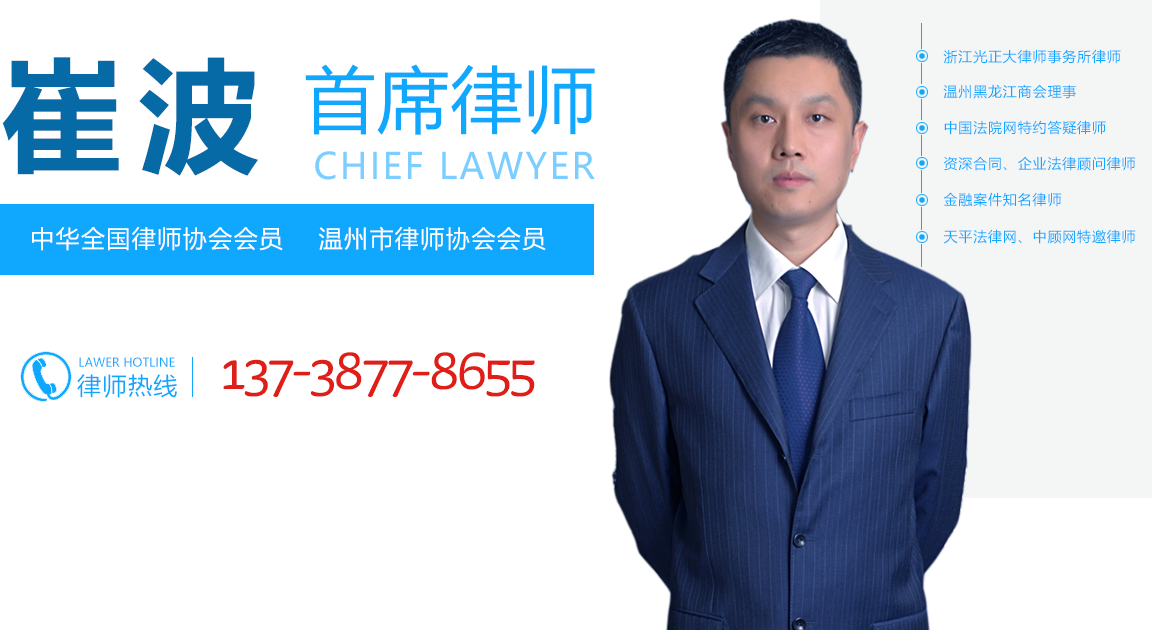 崔波
首席律师
CHIEF LAWYER
中华全国律师协会会员 温州市律师协会会员
LAWER HOTLINE
律师热线
137-3877-8655
浙江光正大律师事务所律师
温州黑龙江商会理事
中国法院网特约答疑律师
资深合同、企业法律顾问律师
金融案件知名律师
天平法律网、中顾网特邀律师